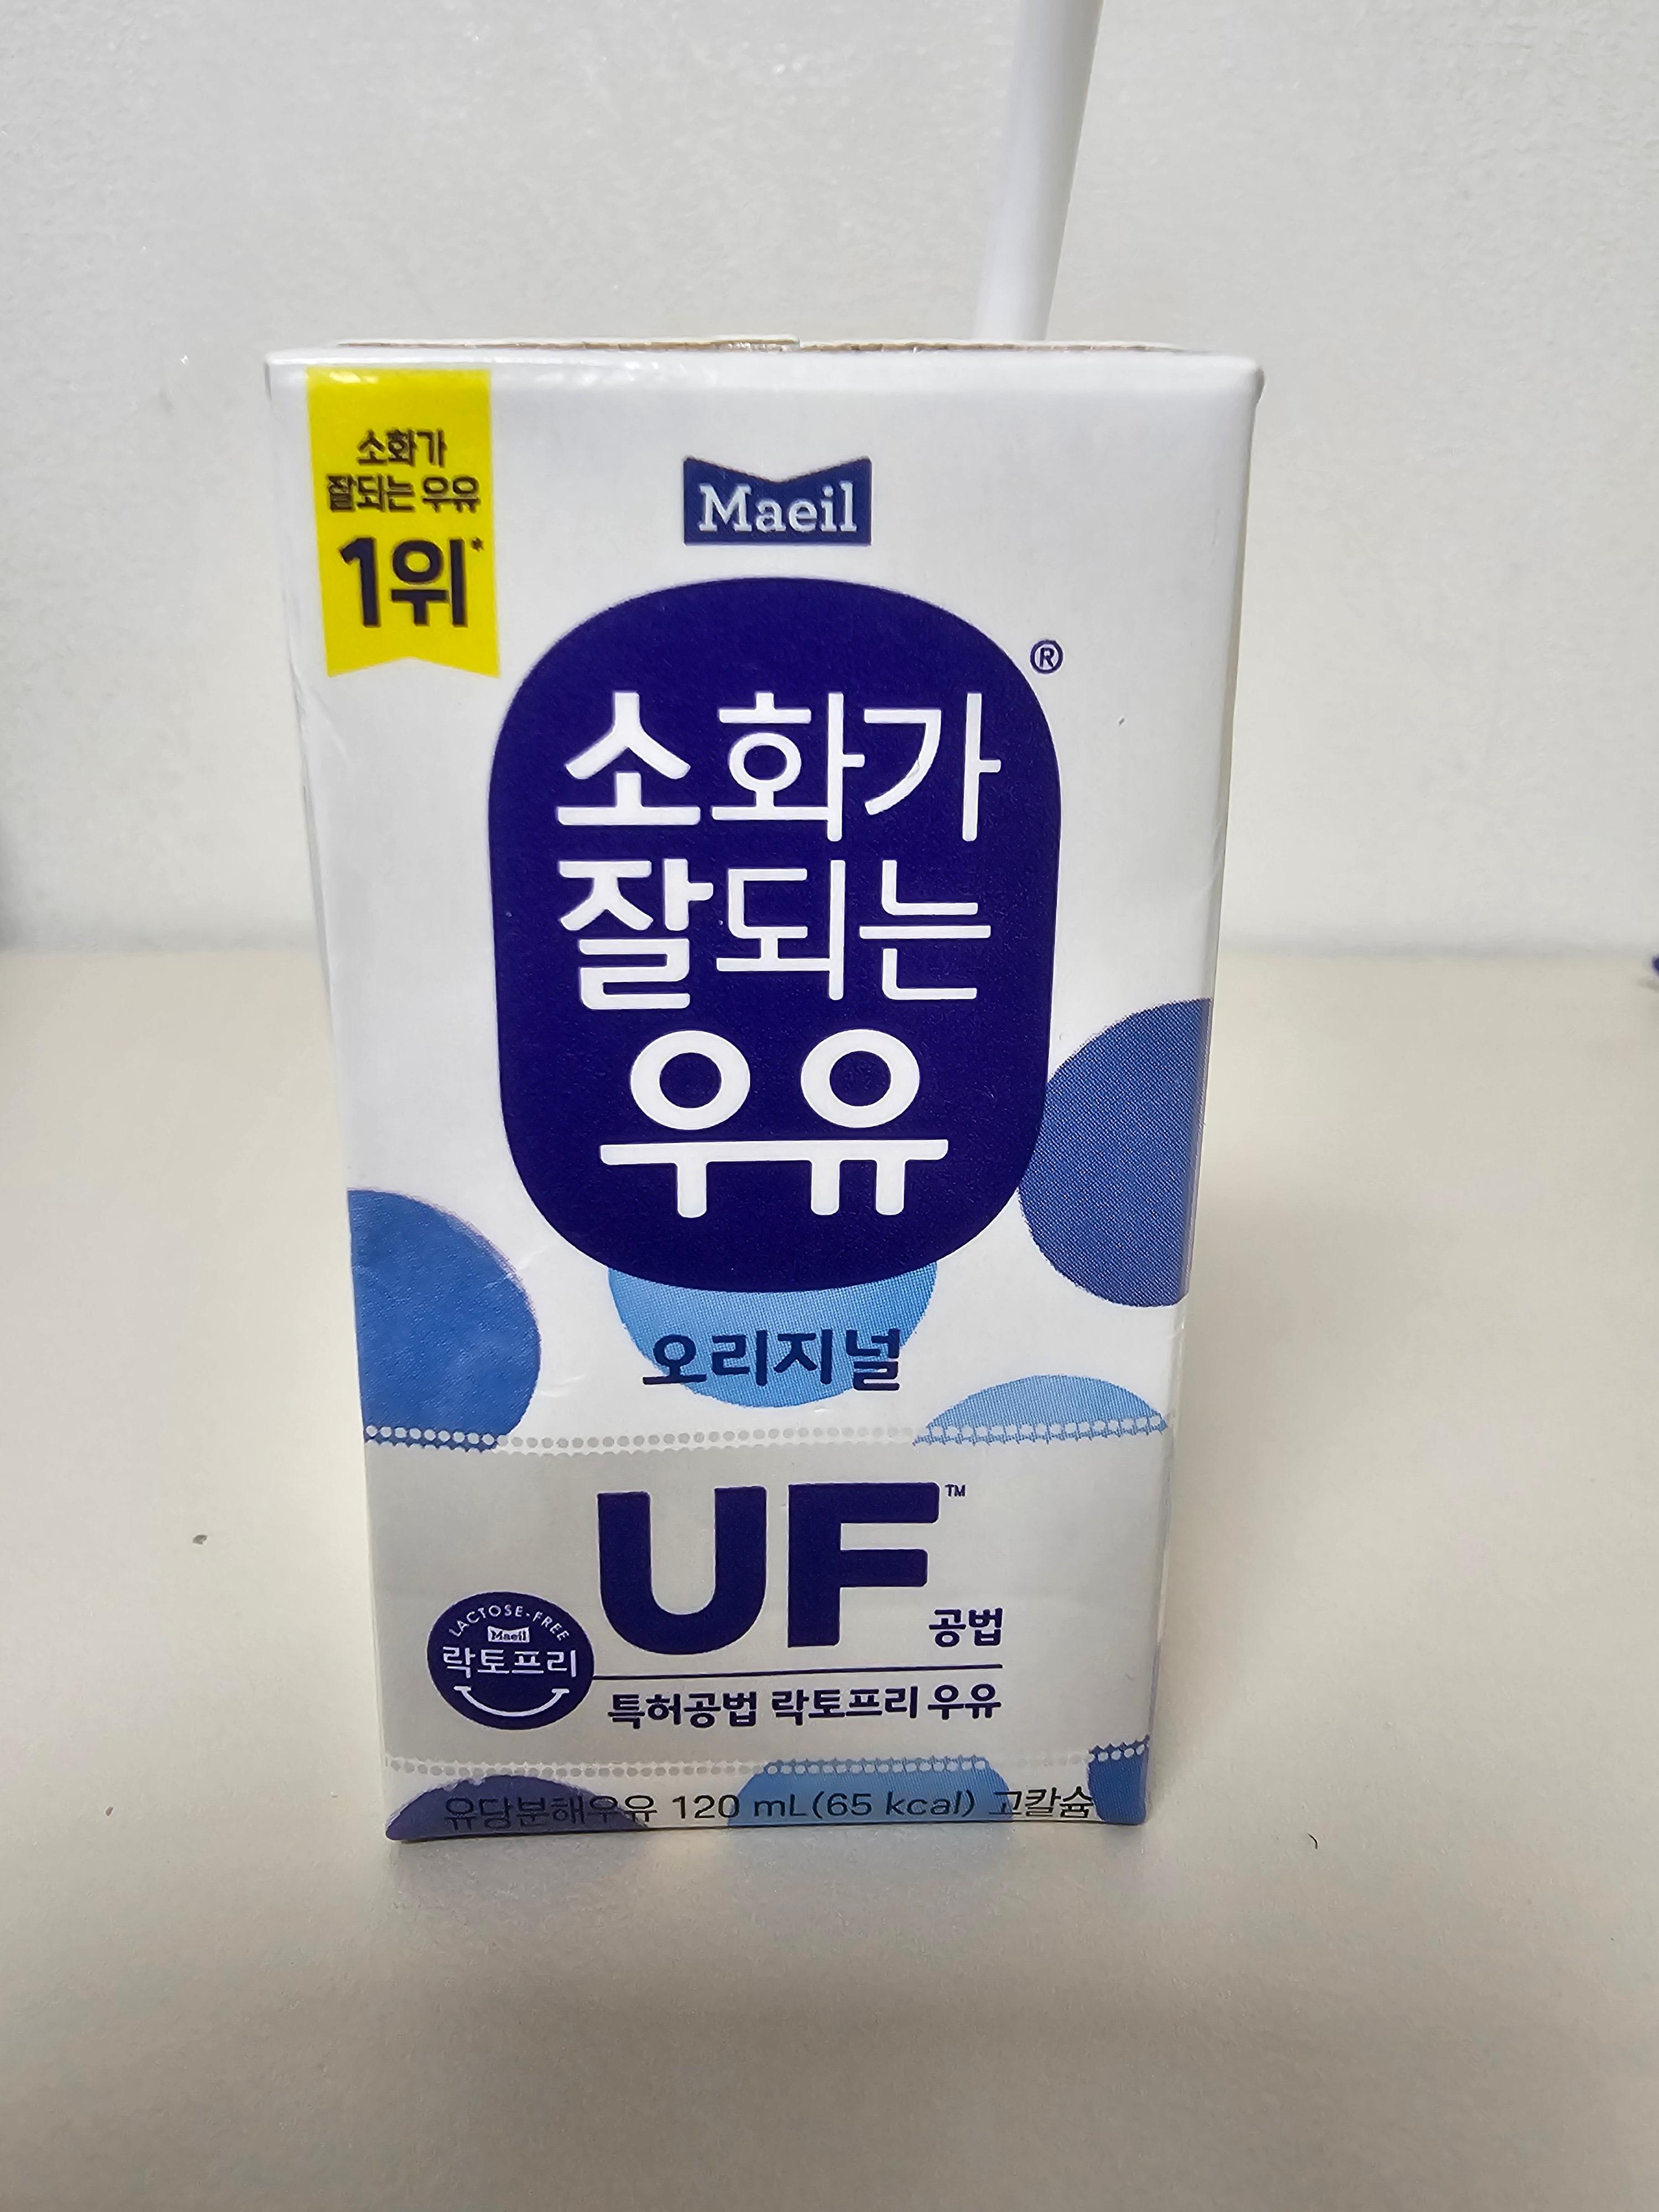 소화가
잘되는 우유
1위*
Maeil
소화가
잘되는
우유
®
오리지널
UF™
공법
LACTOSE-FREE
Maeil
락토프리
특허공법 락토프리 우유
유당분해우유 120 mL(65 kcal) 고칼슘